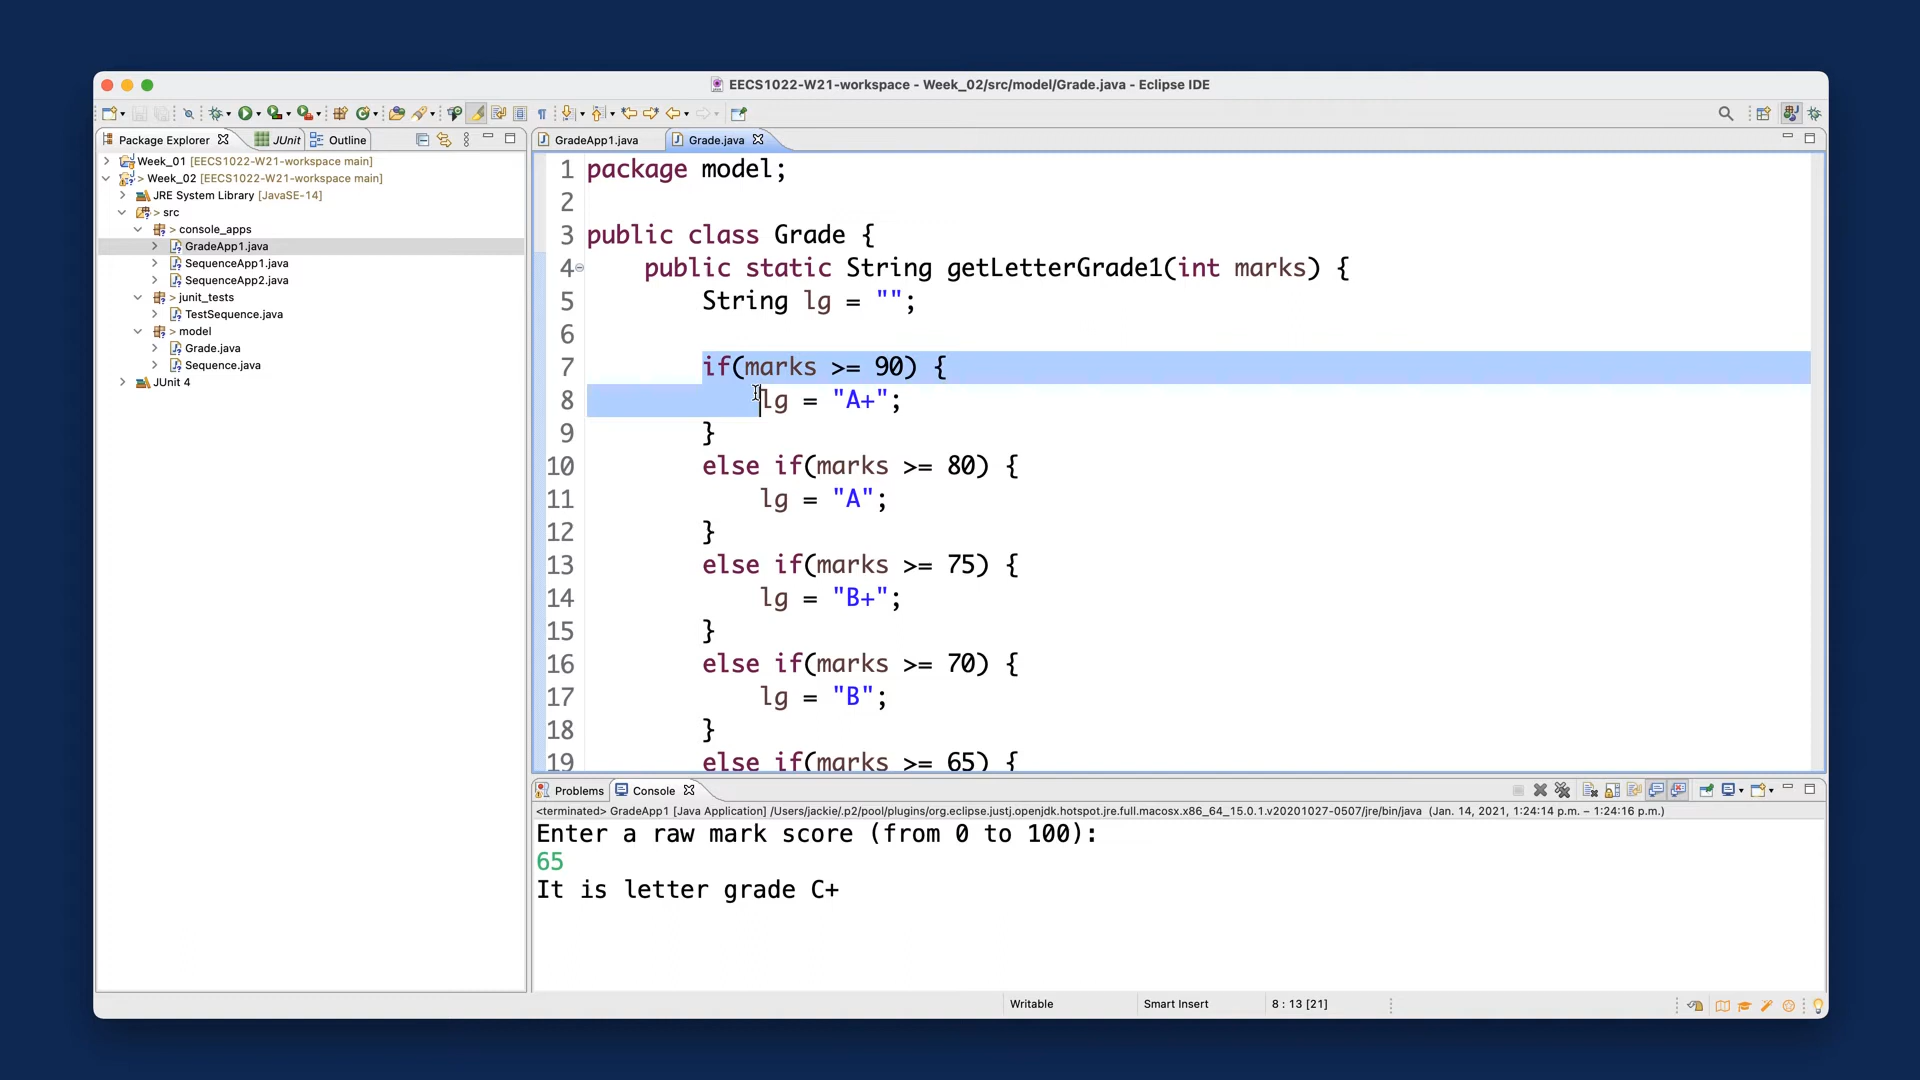 EECS1022-W21-workspace - Week_02/src/model/Grade.java - Eclipse IDE
Package Explorer
JUnit
Outline
GradeApp1.java
Grade.java
Week_01 [EECS1022-W21-workspace main]
> Week_02 [EECS1022-W21-workspace main]
JRE System Library [JavaSE-14]
> src
> console_apps
GradeApp1.java
SequenceApp1.java
SequenceApp2.java
> junit_tests
TestSequence.java
> model
Grade.java
Sequence.java
JUnit 4
1 package model;
2
3 public class Grade {
4 public static String getLetterGrade1(int marks) {
5 String lg = "";
6
7 if(marks >= 90) {
8 lg = "A+";
9 }
10 else if(marks >= 80) {
11 lg = "A";
12 }
13 else if(marks >= 75) {
14 lg = "B+";
15 }
16 else if(marks >= 70) {
17 lg = "B";
18 }
19 else if(marks >= 65) {
Problems
Console
<terminated> GradeApp1 [Java Application] /Users/jackie/.p2/pool/plugins/org.eclipse.justj.openjdk.hotspot.jre.full.macosx.x86_64_15.0.1.v20201027-0507/jre/bin/java (Jan. 14, 2021, 1:24:14 p.m. – 1:24:16 p.m.)
Enter a raw mark score (from 0 to 100):
65
It is letter grade C+
Writable
Smart Insert
8 : 13 [21]